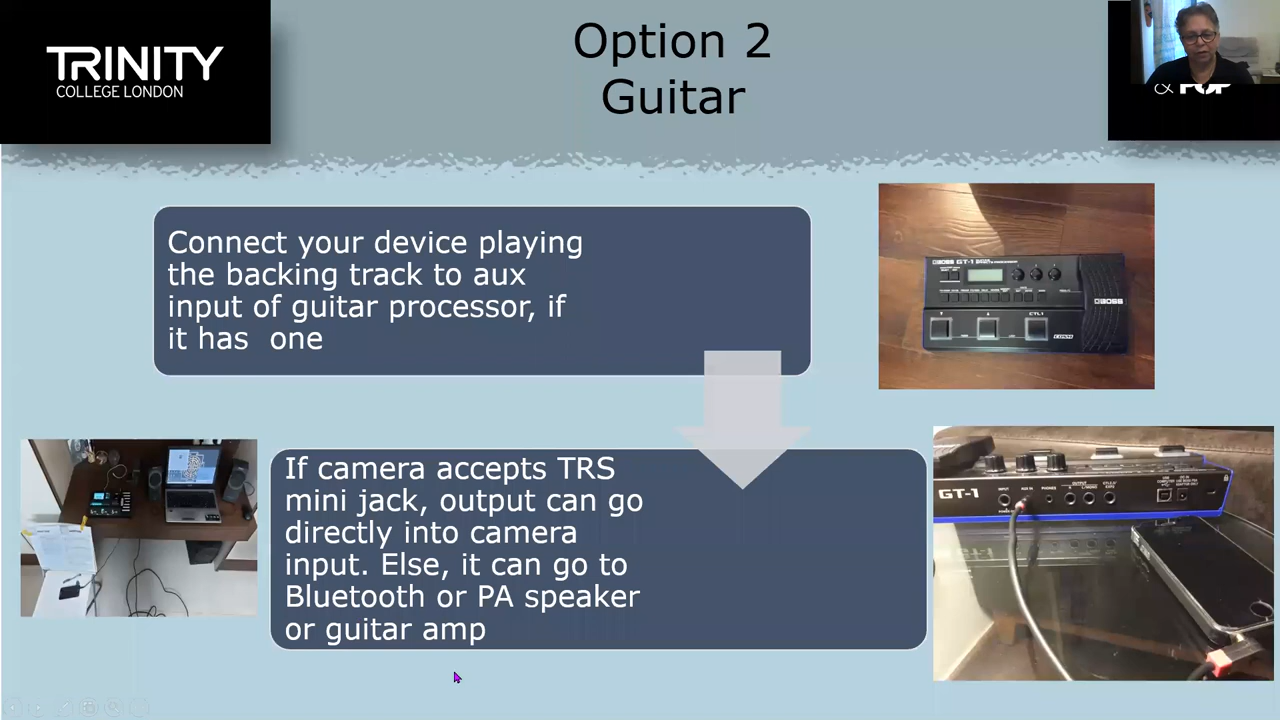 TRINITY
COLLEGE LONDON
Option 2
Guitar
& POP
Connect your device playing
the backing track to aux
input of guitar processor, if
it has  one
BOSS GT-1
BOSS
CTL1
If camera accepts TRS
mini jack, output can go
directly into camera
input. Else, it can go to
Bluetooth or PA speaker
or guitar amp
GT-1
INPUT
AUX IN
PHONES
OUTPUT